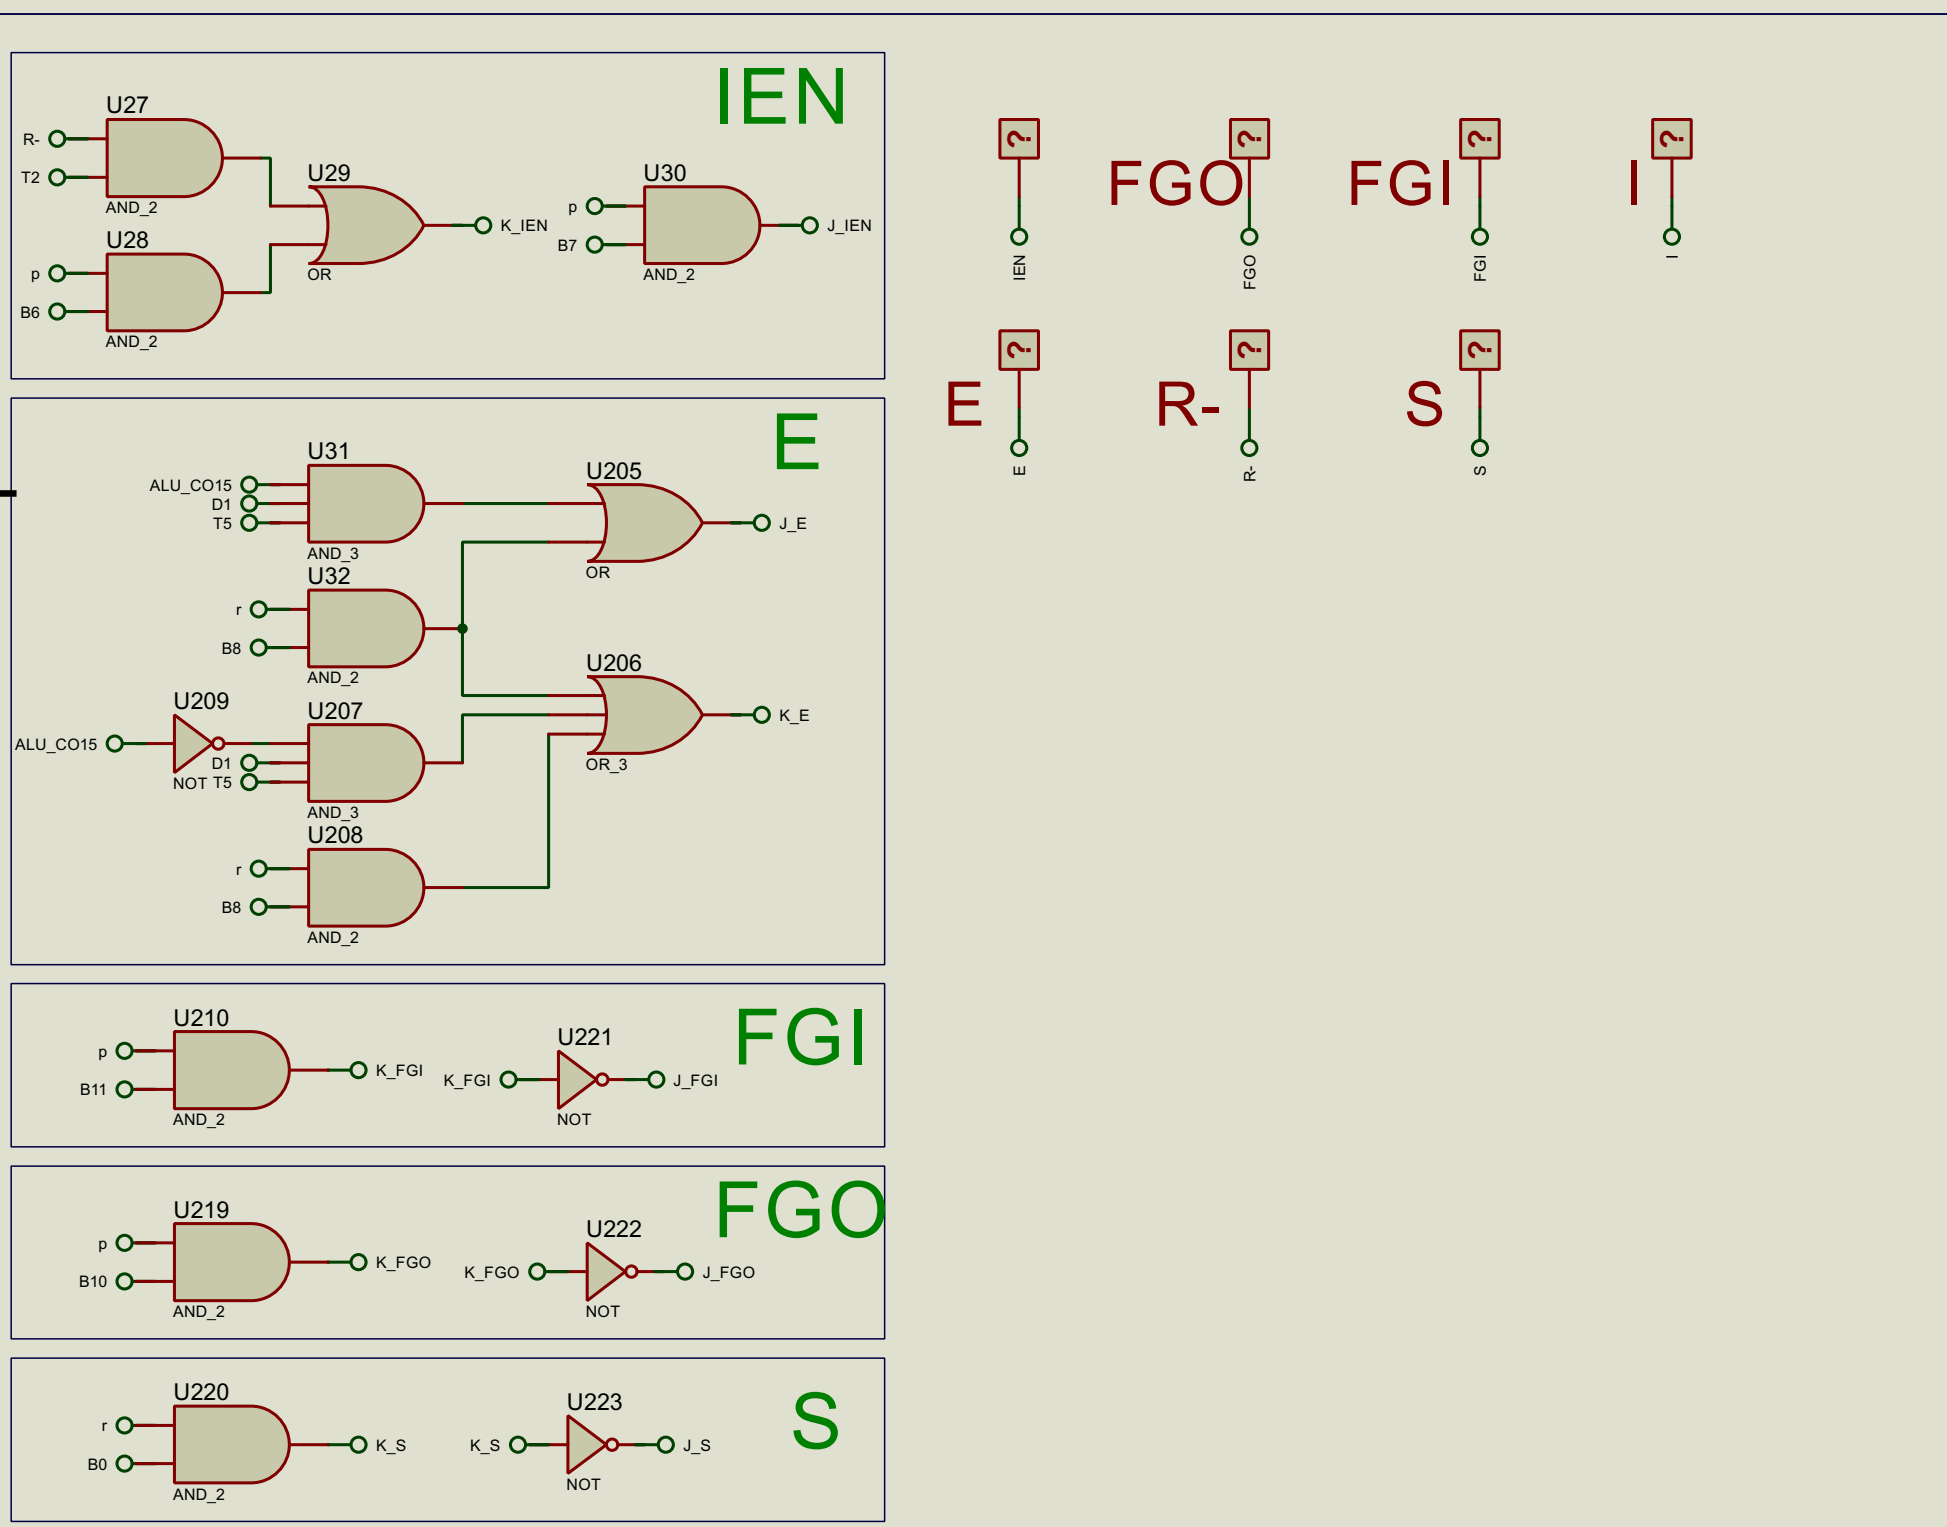 IEN
U27
R-
T2
AND_2
U28
p
B6
AND_2
U29
OR
K_IEN
U30
p
B7
AND_2
J_IEN
E
U31
ALU_CO15
D1
T5
AND_3
U32
r
B8
AND_2
U205
OR
J_E
U206
OR_3
K_E
U209
ALU_CO15
NOT
U207
D1
T5
AND_3
U208
r
B8
AND_2
FGI
U210
p
B11
AND_2
K_FGI
U221
K_FGI
NOT
J_FGI
FGO
U219
p
B10
AND_2
K_FGO
U222
K_FGO
NOT
J_FGO
S
U220
r
B0
AND_2
K_S
U223
K_S
NOT
J_S
?
IEN
FGO
?
FGO
FGI
?
FGI
I
?
I
E
?
E
R-
?
R-
S
?
S